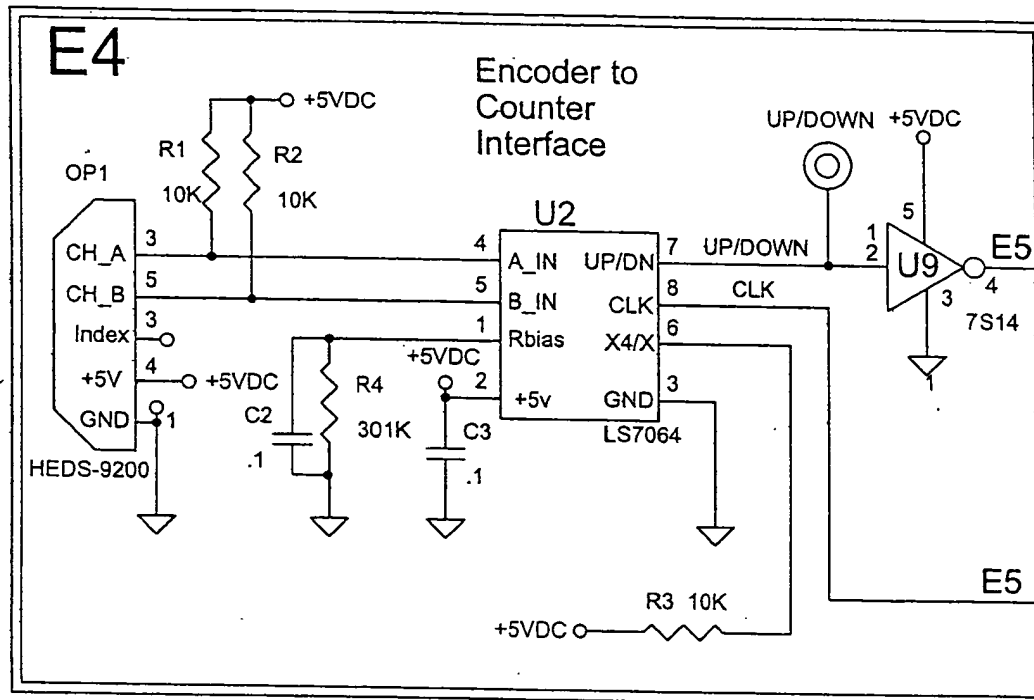 E4
Encoder to
Counter
Interface
+5VDC
UP/DOWN
+5VDC
R1
R2
10K
10K
OP1
CH_A
3
CH_B
5
Index
3
+5V
4
+5VDC
GND
1
HEDS-9200
U2
4
A_IN
UP/DN
7
UP/DOWN
5
B_IN
CLK
8
CLK
1
Rbias
X4/X
6
+5VDC
2
+5v
GND
3
LS7064
R4
301K
C2
.1
C3
.1
1
2
5
U9
3
4
7S14
E5
1
E5
R3 10K
+5VDC